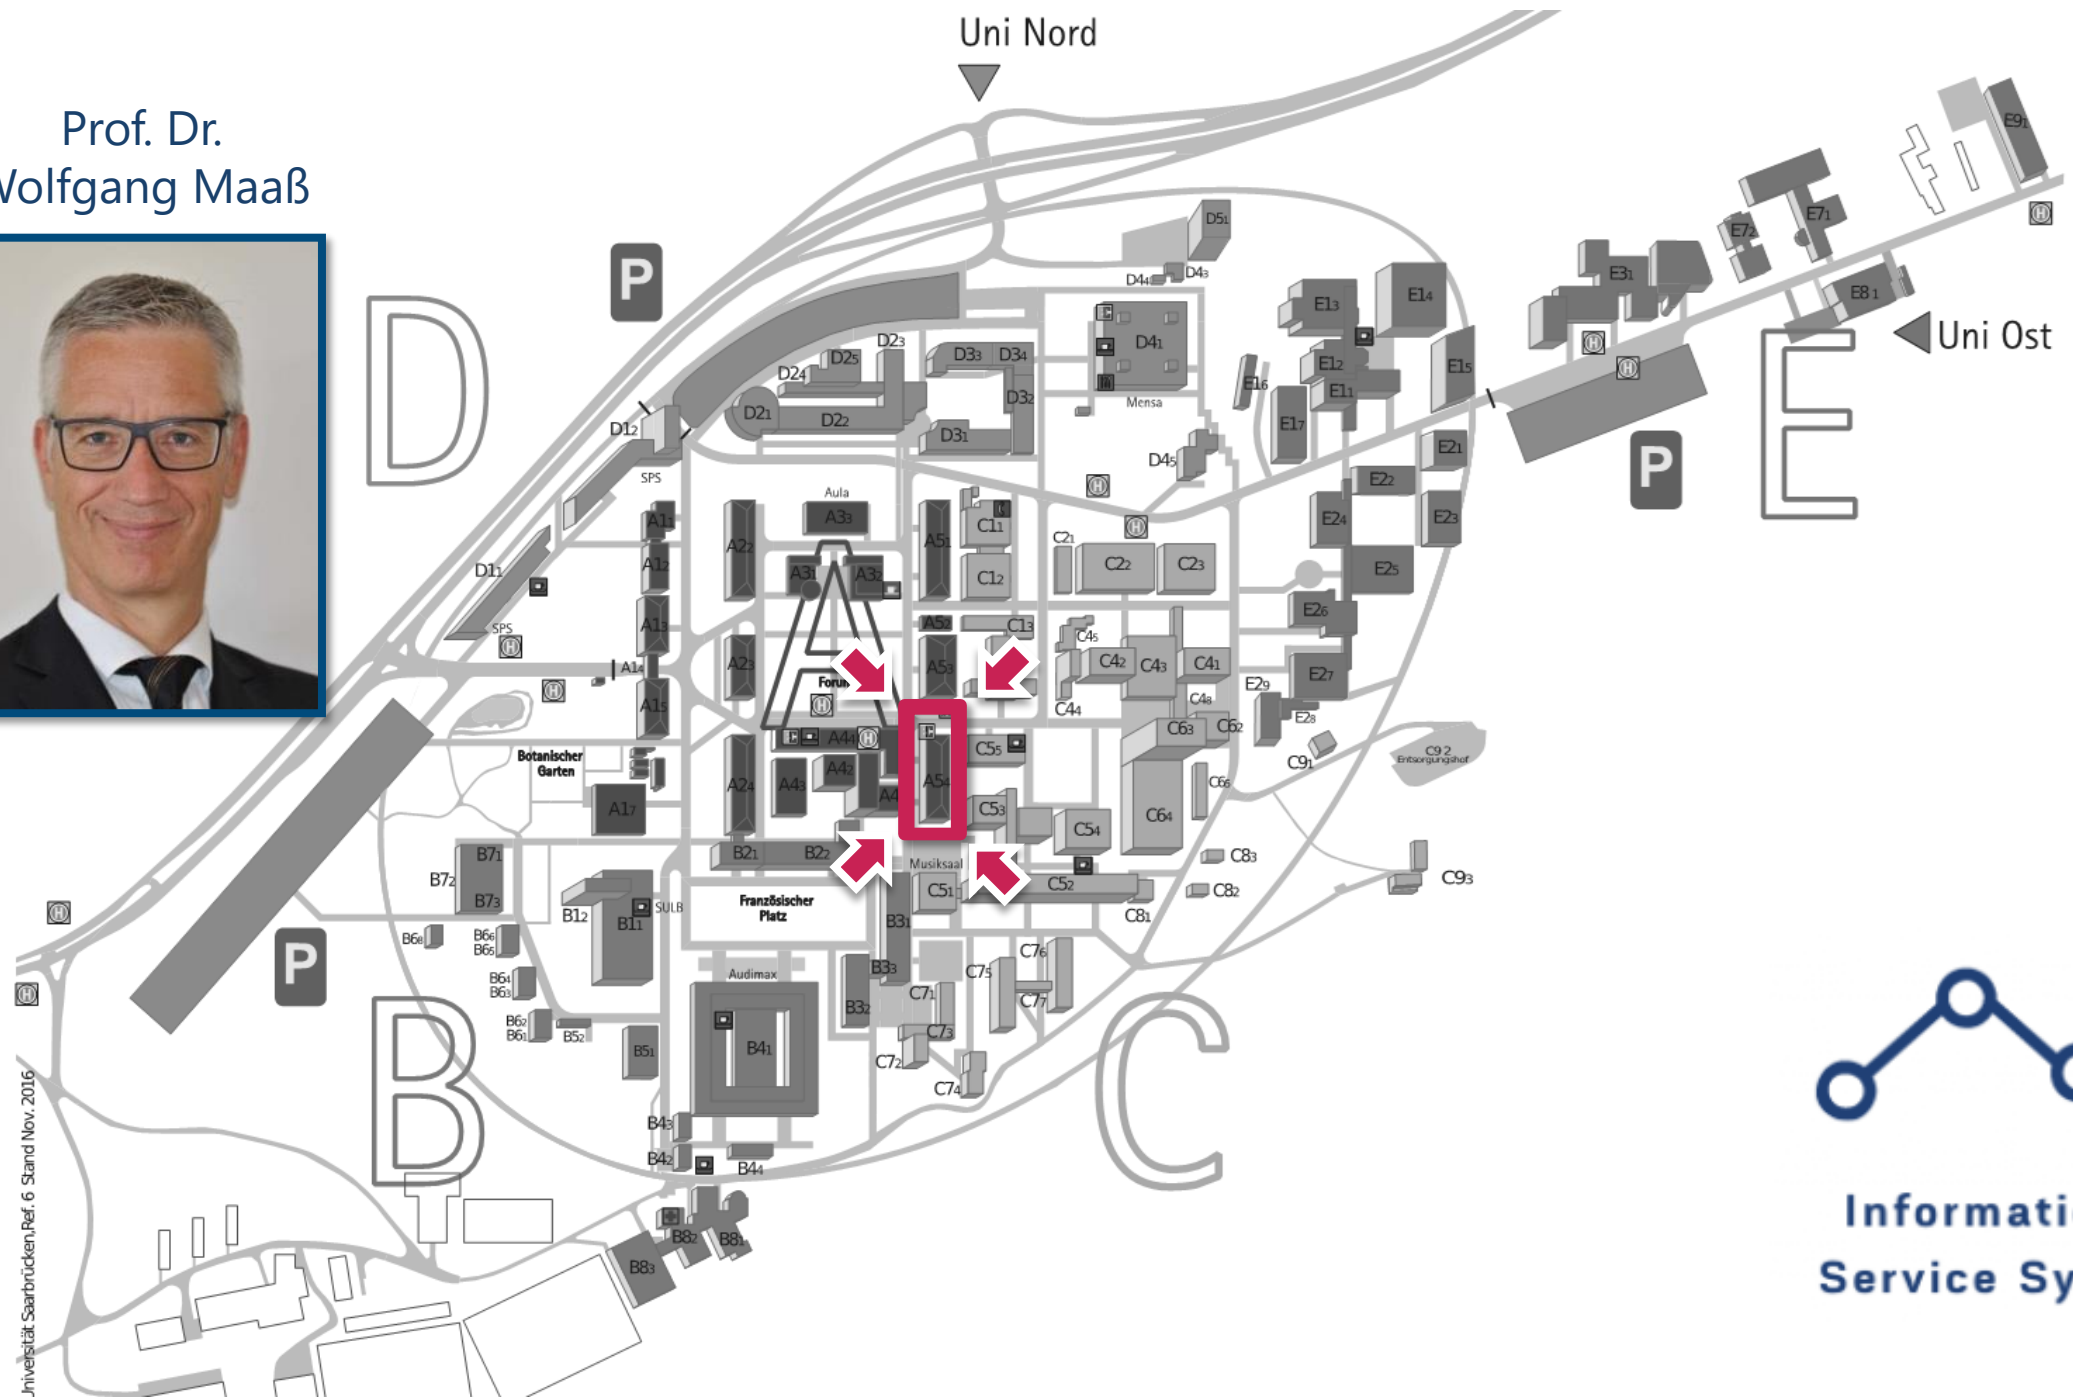 Uni Nord
Prof. Dr.
Wolfgang Maaß
E91
E71
E72
D51
P
D44
D43
E31
E81
E13
E14
Uni Ost
D
D23
D25
D33
D34
D41
E12
E15
D24
E16
E11
D32
Mensa
D21
D22
E17
D12
D31
E21
P
E
D45
SPS
E22
Aula
A11
A33
C11
E24
E23
A22
A51
C21
A12
C22
C23
D11
A31
A32
C12
E25
SPS
A13
A52
C13
E26
C45
A14
A23
A53
C42
C43
C41
A
E27
Forum
E29
A15
C44
C48
E28
C63
C62
A44
C55
Botanischer
Garten
C91
C92
Entsorgungshof
A24
A43
A42
A54
C66
A17
C53
C64
C54
B71
B21
B22
Musiksaal
C83
B72
C93
B73
Französischer
Platz
C51
C52
C82
B12
B11
SULB
B31
C81
B68
B66
B65
C76
P
Audimax
B33
C75
B64
B63
C71
C77
B32
B62
B61
B52
C73
B41
B51
C72
B
C
C74
B43
B42
B44
Universität Saarbrücken,Ref. 6 Stand Nov. 2016
Informati
Service Sy
B82
B81
B83